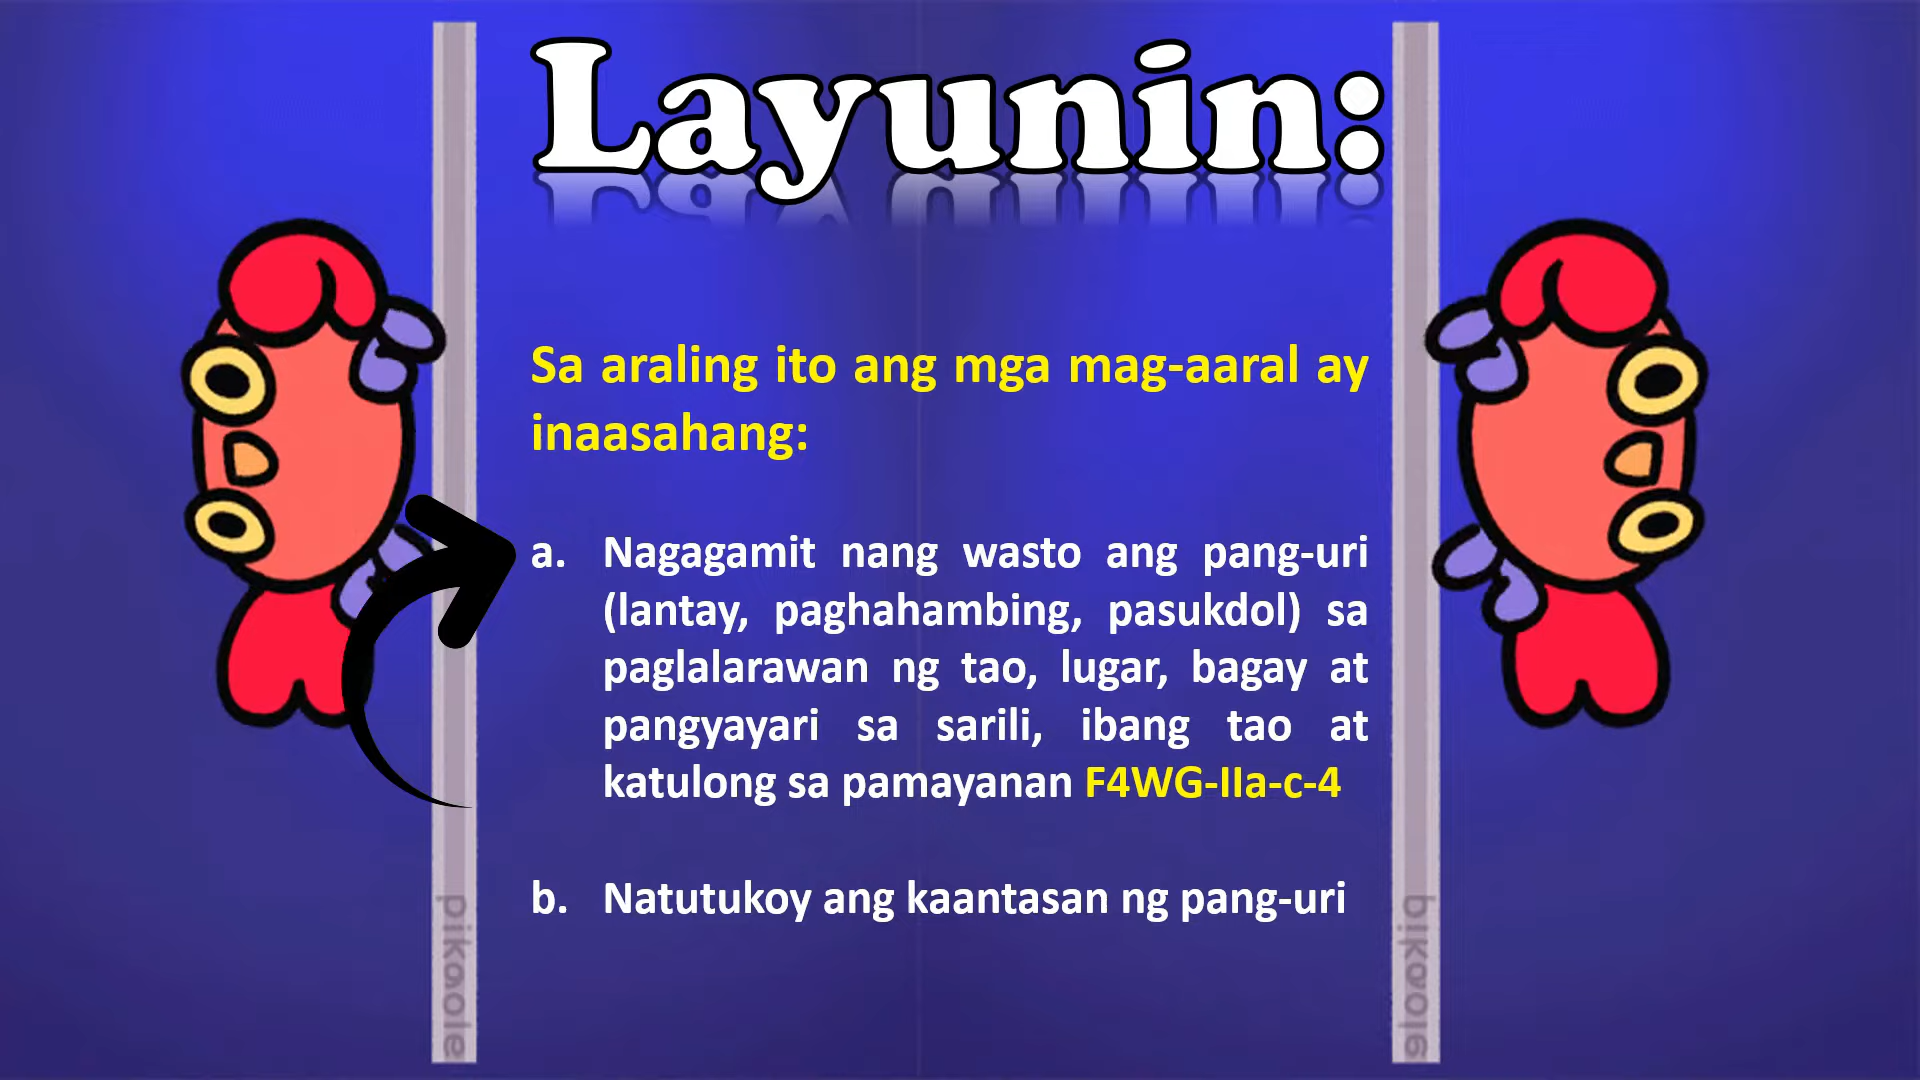 Layunin:
Sa araling ito ang mga mag-aaral ay
inaasahang:
a. Nagagamit nang wasto ang pang-uri
(lantay, paghahambing, pasukdol) sa
paglalarawan ng tao, lugar, bagay at
pangyayari sa sarili, ibang tao at
katulong sa pamayanan F4WG-IIa-c-4
b. Natutukoy ang kaantasan ng pang-uri
pikaole
pikaole